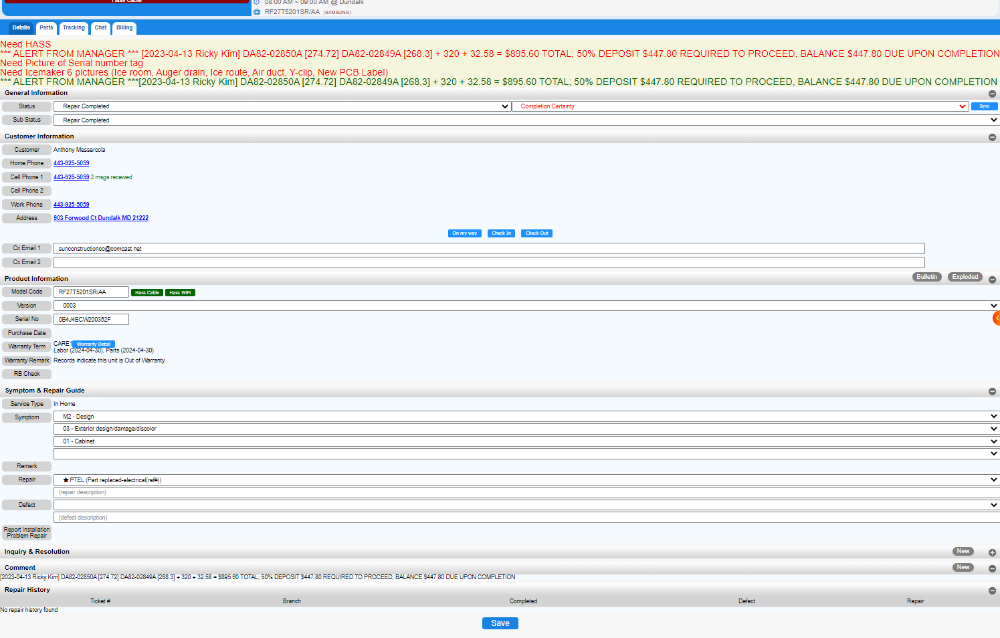 Hass Cable
08:00 AM ~ 09:00 AM @ Dundalk
RF27T5201SR/AA (SAMSUNG)
Details Parts Tracking Chat Billing
Need HASS
*** ALERT FROM MANAGER *** [2023-04-13 Ricky Kim] DA82-02850A [274.72] DA82-02849A [268.3] + 320 + 32.58 = $895.60 TOTAL; 50% DEPOSIT $447.80 REQUIRED TO PROCEED, BALANCE $447.80 DUE UPON COMPLETION
Need Picture of Serial number tag
Need Icemaker 6 pictures (Ice room, Auger drain, Ice route, Air duct, Y-clip, New PCB Label)
*** ALERT FROM MANAGER ***[2023-04-13 Ricky Kim] DA82-02850A [274.72] DA82-02849A [268.3] + 320 + 32.58 = $895.60 TOTAL; 50% DEPOSIT $447.80 REQUIRED TO PROCEED, BALANCE $447.80 DUE UPON COMPLETION
General Information
Status Repair Completed Completion Certainty Sync
Sub Status Repair Completed
Customer Information
Customer Anthony Messercola
Home Phone 443-925-5059
Cell Phone 1 443-925-5059 2 msgs received
Cell Phone 2
Work Phone 443-925-5059
Address 903 Forwood Ct Dundalk MD 21222
On my way Check In Check Out
Cx Email 1 sunconstructionco@comcast.net
Cx Email 2
Product Information Bulletin Exploded
Model Code RF27T5201SR/AA Hass Cable Hass WiFi
Version 0003
Serial No 0B4J4BCW200352F
Purchase Date
Warranty Term CARE1 Warranty Detail
Labor (2024-04-30), Parts (2024-04-30)
Warranty Remark Records indicate this unit is Out of Warranty.
RB Check
Symptom & Repair Guide
Service Type In Home
Symptom M2 - Design
03 - Exterior design/damage/discolor
01 - Cabinet
Remark
Repair ★ PTEL (Part replaced-electrical(ref#))
(repair description)
Defect
(defect description)
Report Installation
Problem Repair
Inquiry & Resolution New
Comment New
[2023-04-13 Ricky Kim] DA82-02850A [274.72] DA82-02849A [268.3] + 320 + 32.58 = $895.60 TOTAL; 50% DEPOSIT $447.80 REQUIRED TO PROCEED, BALANCE $447.80 DUE UPON COMPLETION
Repair History
Ticket # Branch Completed Defect Repair
No repair history found
Save